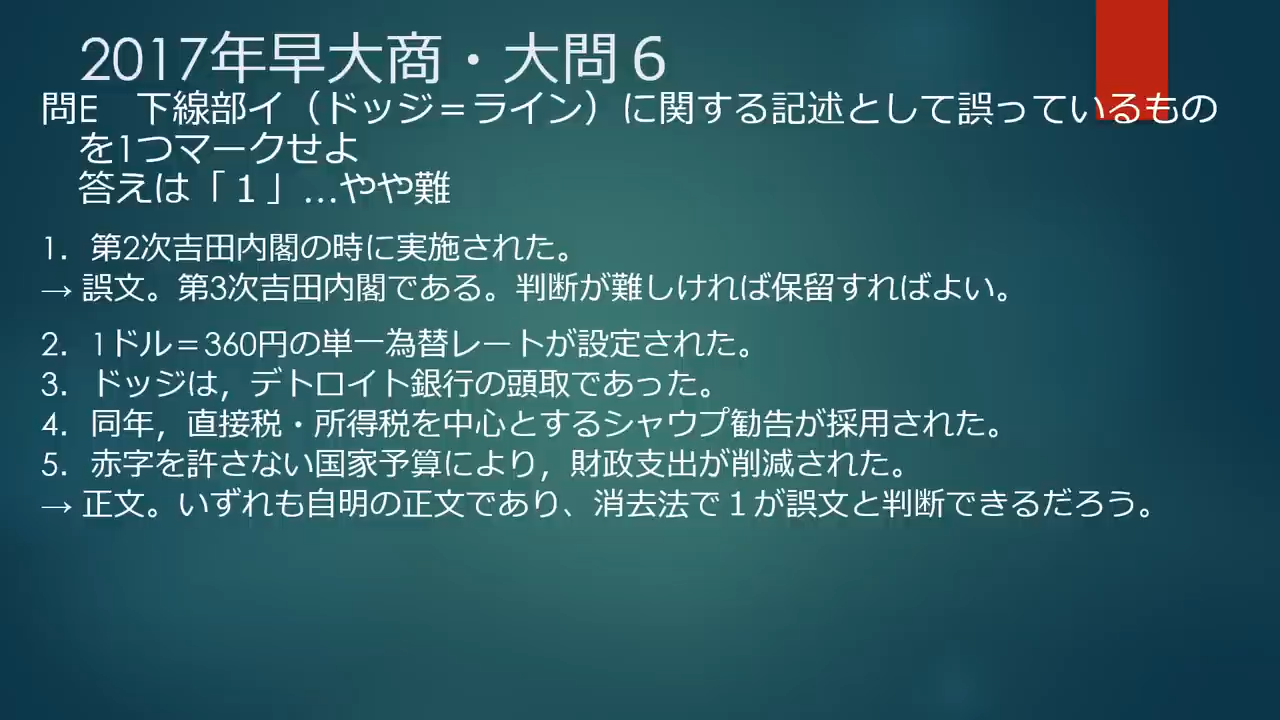 2017年早大商・大問６
問E　下線部イ（ドッジ＝ライン）に関する記述として誤っているもの
を1つマークせよ
答えは「１」…やや難
1. 第2次吉田内閣の時に実施された。
→ 誤文。第3次吉田内閣である。判断が難しければ保留すればよい。
2. 1ドル＝360円の単一為替レートが設定された。
3. ドッジは，デトロイト銀行の頭取であった。
4. 同年，直接税・所得税を中心とするシャウプ勧告が採用された。
5. 赤字を許さない国家予算により，財政支出が削減された。
→ 正文。いずれも自明の正文であり、消去法で１が誤文と判断できるだろう。